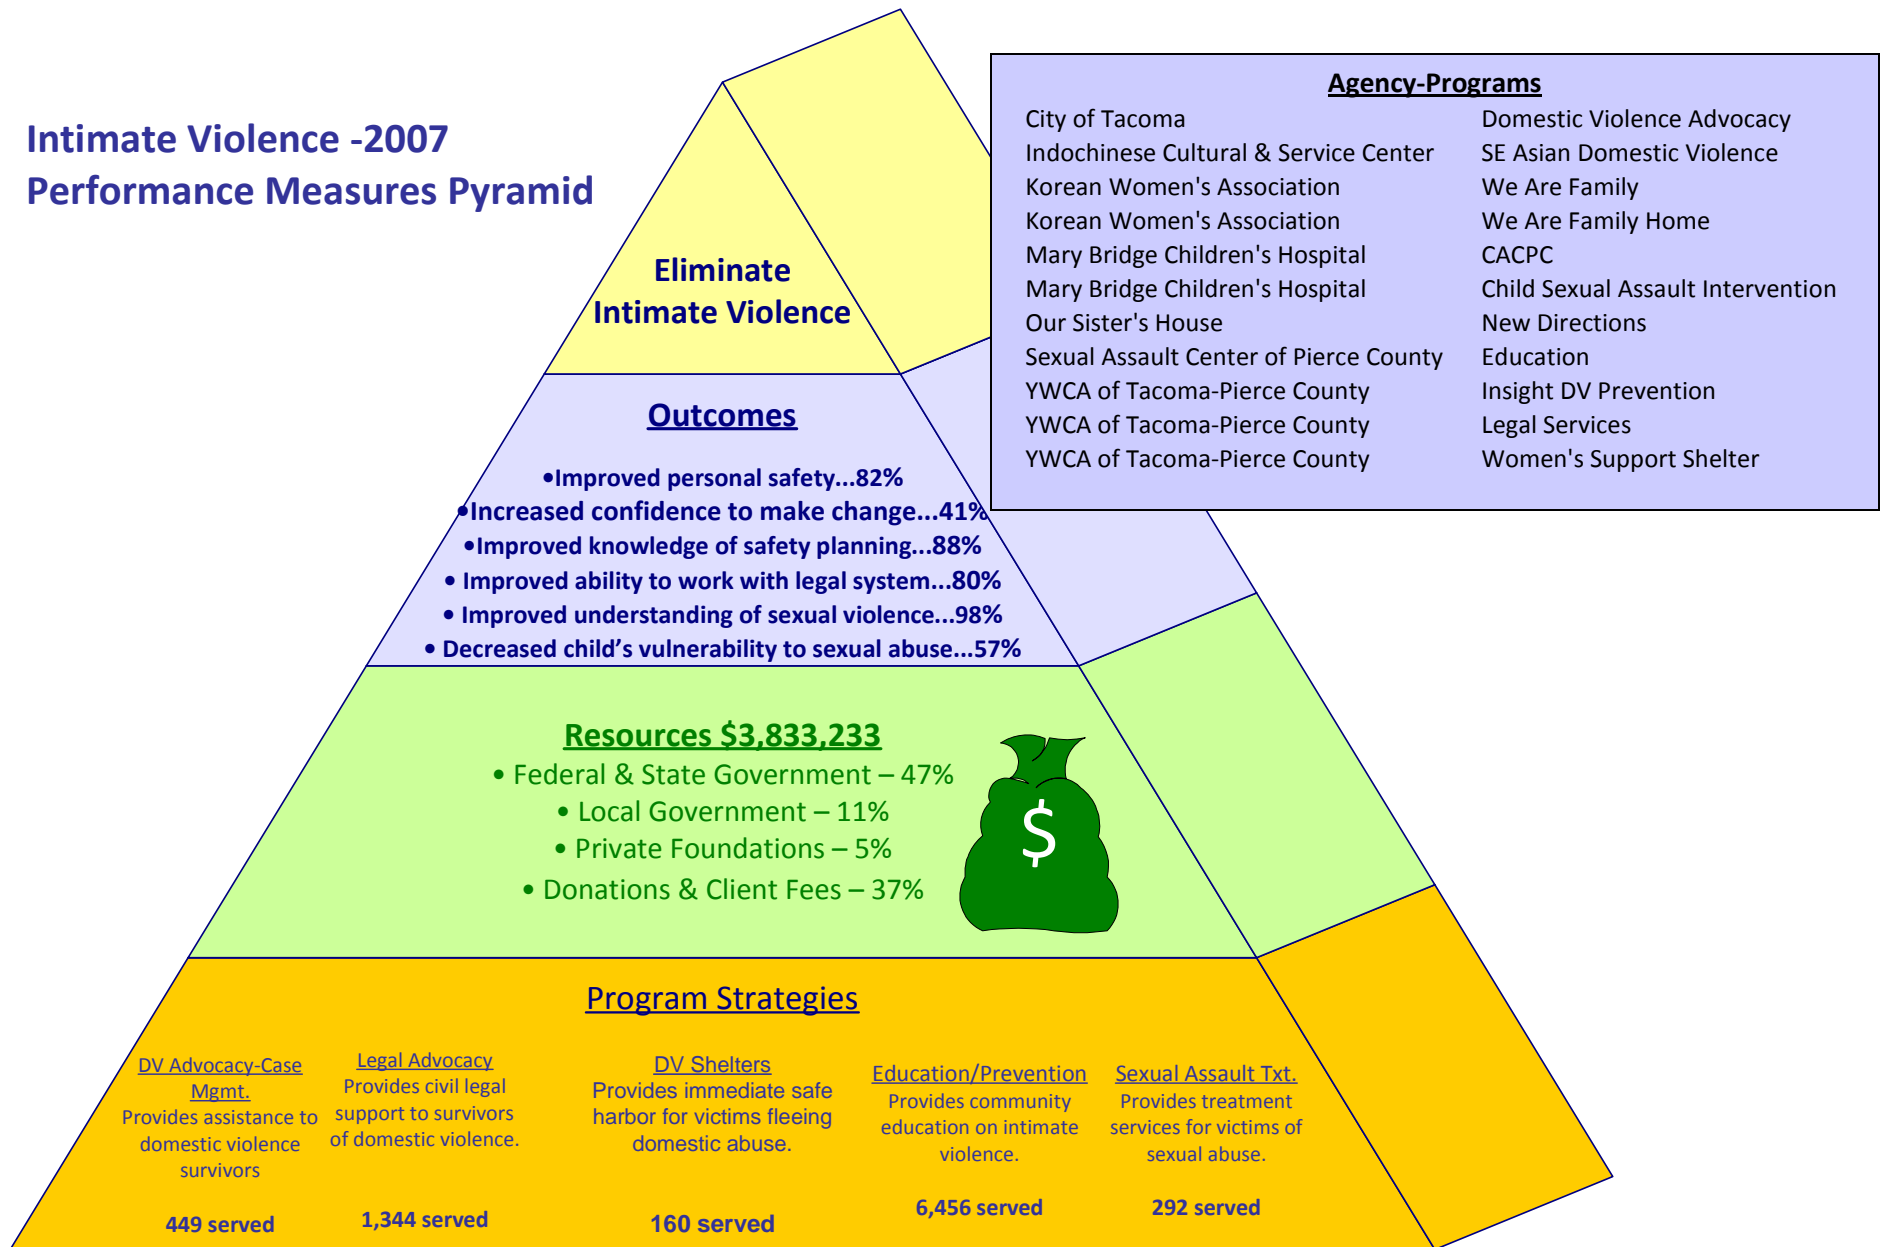 Intimate Violence -2007
Performance Measures Pyramid
Agency-Programs
City of Tacoma Domestic Violence Advocacy
Indochinese Cultural & Service Center SE Asian Domestic Violence
Korean Women's Association We Are Family
Korean Women's Association We Are Family Home
Mary Bridge Children's Hospital CACPC
Mary Bridge Children's Hospital Child Sexual Assault Intervention
Our Sister's House New Directions
Sexual Assault Center of Pierce County Education
YWCA of Tacoma-Pierce County Insight DV Prevention
YWCA of Tacoma-Pierce County Legal Services
YWCA of Tacoma-Pierce County Women's Support Shelter
Eliminate
Intimate Violence
Outcomes
•Improved personal safety...82%
•Increased confidence to make change...41%
•Improved knowledge of safety planning...88%
• Improved ability to work with legal system...80%
• Improved understanding of sexual violence...98%
• Decreased child’s vulnerability to sexual abuse...57%
Resources $3,833,233
• Federal & State Government – 47%
• Local Government – 11%
• Private Foundations – 5%
• Donations & Client Fees – 37%
$
Program Strategies
DV Advocacy-Case
Mgmt.
Provides assistance to
domestic violence
survivors
449 served
Legal Advocacy
Provides civil legal
support to survivors
of domestic violence.
1,344 served
DV Shelters
Provides immediate safe
harbor for victims fleeing
domestic abuse.
160 served
Education/Prevention
Provides community
education on intimate
violence.
6,456 served
Sexual Assault Txt.
Provides treatment
services for victims of
sexual abuse.
292 served